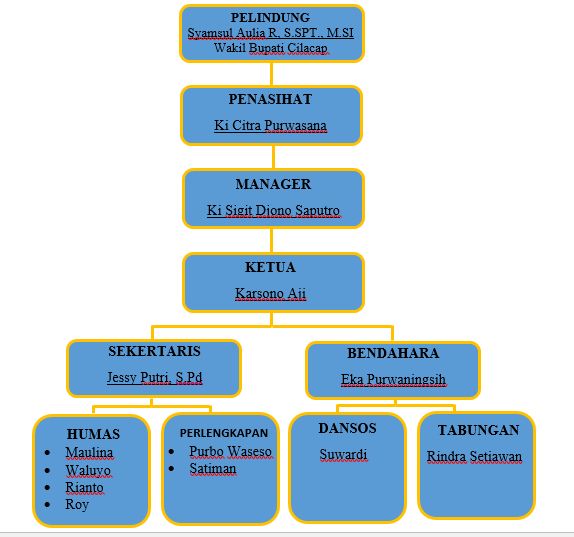 PELINDUNG
Syamsul Aulia R, S.SPT., M.SI
Wakil Bupati Cilacap
PENASIHAT
Ki Citra Purwasana
MANAGER
Ki Sigit Djono Saputro
KETUA
Karsono Aji
SEKERTARIS
Jessy Putri, S.Pd
BENDAHARA
Eka Purwaningsih
HUMAS
• Maulina
• Waluyo
• Rianto
• Roy
PERLENGKAPAN
• Purbo Waseso
• Satiman
DANSOS
Suwardi
TABUNGAN
Rindra Setiawan